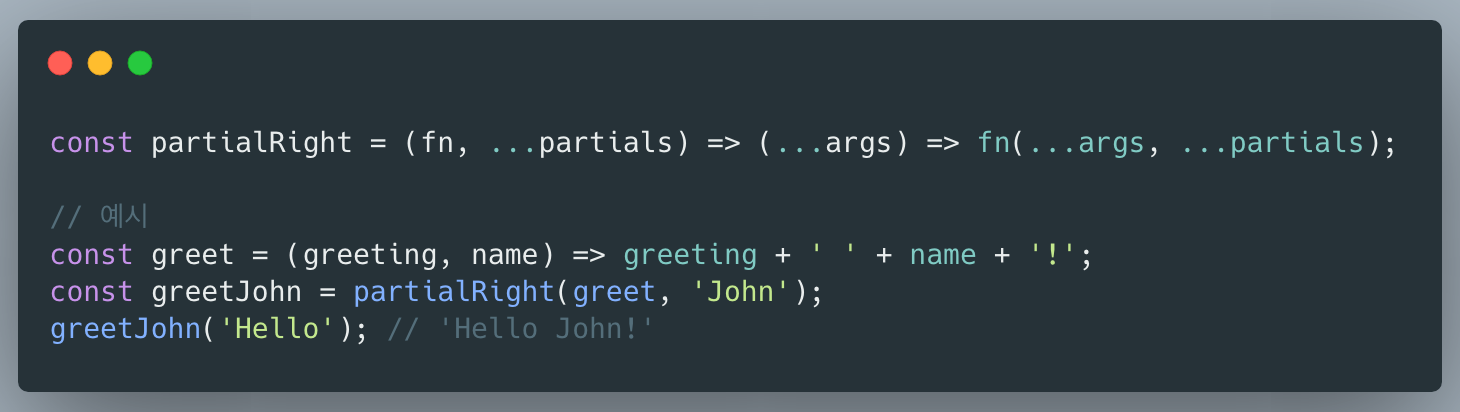 const partialRight = (fn, ...partials) => (...args) => fn(...args, ...partials);
// 예시
const greet = (greeting, name) => greeting + ' ' + name + '!';
const greetJohn = partialRight(greet, 'John');
greetJohn('Hello'); // 'Hello John!'